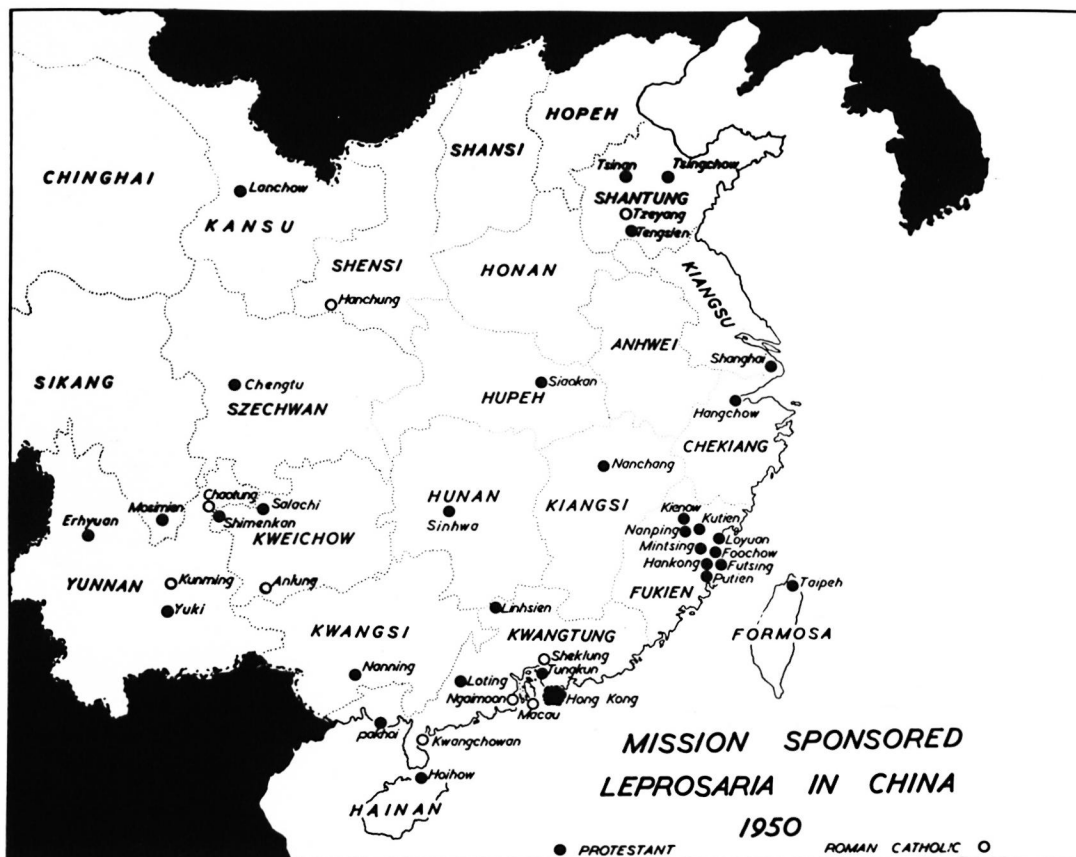 HOPEH
SHANSI
CHINGHAI
Lanchow
KANSU
Tsinan
Tsingchow
SHANTUNG
Tzeyang
Tengsien
SHENSI
Hanchung
HONAN
KIANGSU
ANHWEI
Shanghai
SIKANG
Chengtu
SZECHWAN
Siaokan
HUPEH
Hangchow
CHEKIANG
Nanchang
KIANGSI
HUNAN
Sinhwa
Chaotung
Salachi
Shimenkan
KWEICHOW
Mosimien
Erhyuan
YUNNAN
Kunming
Anlung
Yuki
Kienow
Kutien
Nanping
Loyuan
Mintsing
Foochow
Hankong
Futsing
Putien
FUKIEN
Taipeh
FORMOSA
Linhsien
KWANGSI
KWANGTUNG
Sheklung
Tungkun
Nanning
Loting
Ngaimoon
Hong Kong
Macau
pakhoi
Kwangchowan
Hoihow
HAINAN
MISSION SPONSORED
LEPROSARIA IN CHINA
1950
PROTESTANT ROMAN CATHOLIC